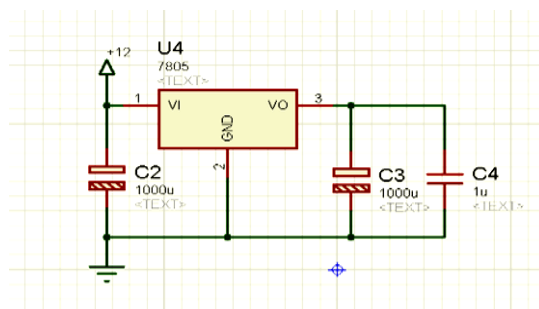 +12
U4
7805
<TEXT>
1
VI
VO
3
GND
2
C2
1000u
<TEXT>
C3
1000u
<TEXT>
C4
1u
<TEXT>